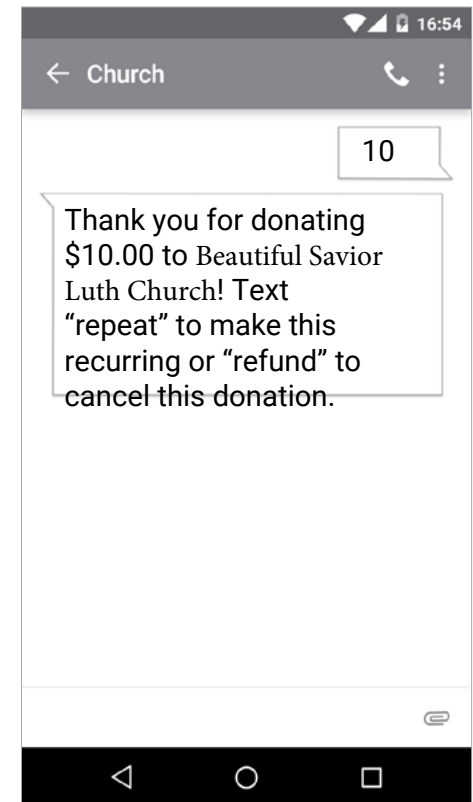 16:54
Church
10
Thank you for donating
$10.00 to Beautiful Savior
Luth Church! Text
“repeat” to make this
recurring or “refund” to
cancel this donation.